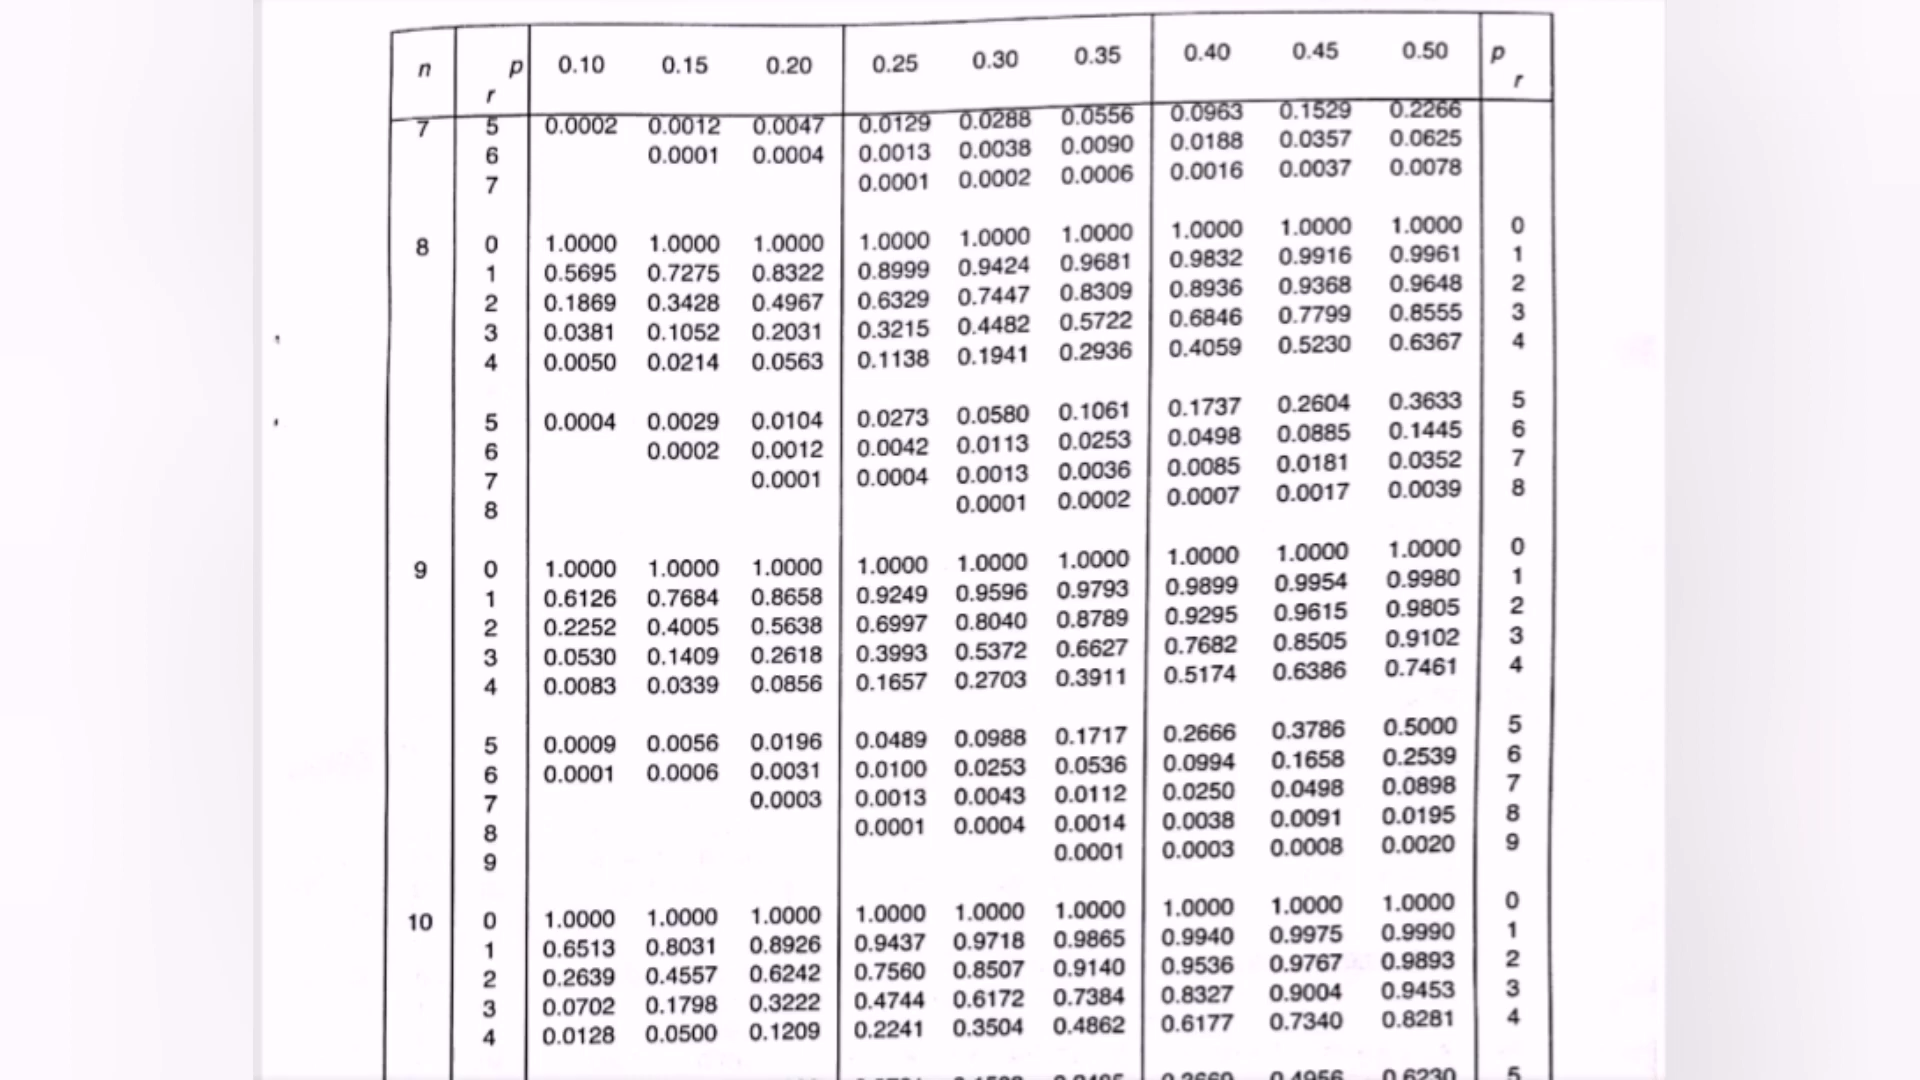 n p 0.10 0.15 0.20 0.25 0.30 0.35 0.40 0.45 0.50 p
r r
7 5 0.0002 0.0012 0.0047 0.0129 0.0288 0.0556 0.0963 0.1529 0.2266
6 0.0001 0.0004 0.0013 0.0038 0.0090 0.0188 0.0357 0.0625
7 0.0001 0.0002 0.0006 0.0016 0.0037 0.0078
8 0 1.0000 1.0000 1.0000 1.0000 1.0000 1.0000 1.0000 1.0000 1.0000 0
1 0.5695 0.7275 0.8322 0.8999 0.9424 0.9681 0.9832 0.9916 0.9961 1
2 0.1869 0.3428 0.4967 0.6329 0.7447 0.8309 0.8936 0.9368 0.9648 2
3 0.0381 0.1052 0.2031 0.3215 0.4482 0.5722 0.6846 0.7799 0.8555 3
4 0.0050 0.0214 0.0563 0.1138 0.1941 0.2936 0.4059 0.5230 0.6367 4
5 0.0004 0.0029 0.0104 0.0273 0.0580 0.1061 0.1737 0.2604 0.3633 5
6 0.0002 0.0012 0.0042 0.0113 0.0253 0.0498 0.0885 0.1445 6
7 0.0001 0.0004 0.0013 0.0036 0.0085 0.0181 0.0352 7
8 0.0001 0.0002 0.0007 0.0017 0.0039 8
9 0 1.0000 1.0000 1.0000 1.0000 1.0000 1.0000 1.0000 1.0000 1.0000 0
1 0.6126 0.7684 0.8658 0.9249 0.9596 0.9793 0.9899 0.9954 0.9980 1
2 0.2252 0.4005 0.5638 0.6997 0.8040 0.8789 0.9295 0.9615 0.9805 2
3 0.0530 0.1409 0.2618 0.3993 0.5372 0.6627 0.7682 0.8505 0.9102 3
4 0.0083 0.0339 0.0856 0.1657 0.2703 0.3911 0.5174 0.6386 0.7461 4
5 0.0009 0.0056 0.0196 0.0489 0.0988 0.1717 0.2666 0.3786 0.5000 5
6 0.0001 0.0006 0.0031 0.0100 0.0253 0.0536 0.0994 0.1658 0.2539 6
7 0.0003 0.0013 0.0043 0.0112 0.0250 0.0498 0.0898 7
8 0.0001 0.0004 0.0014 0.0038 0.0091 0.0195 8
9 0.0001 0.0003 0.0008 0.0020 9
10 0 1.0000 1.0000 1.0000 1.0000 1.0000 1.0000 1.0000 1.0000 1.0000 0
1 0.6513 0.8031 0.8926 0.9437 0.9718 0.9865 0.9940 0.9975 0.9990 1
2 0.2639 0.4557 0.6242 0.7560 0.8507 0.9140 0.9536 0.9767 0.9893 2
3 0.0702 0.1798 0.3222 0.4744 0.6172 0.7384 0.8327 0.9004 0.9453 3
4 0.0128 0.0500 0.1209 0.2241 0.3504 0.4862 0.6177 0.7340 0.8281 4
0.4956 0.6230 5